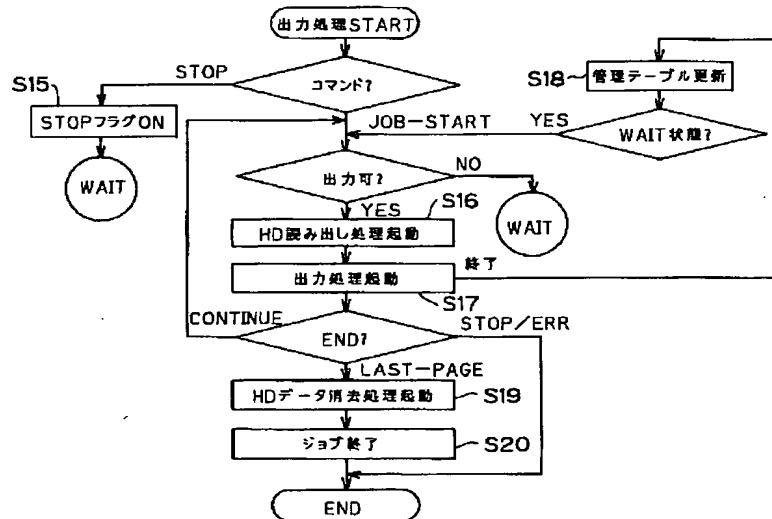 出力処理START
STOP
コマンド?
S15
STOPフラグON
WAIT
S18
管理テーブル更新
JOB-START
YES
WAIT状態?
出力可?
NO
WAIT
YES
S16
HD読み出し処理起動
出力処理起動
終了
S17
CONTINUE
END?
STOP/ERR
LAST-PAGE
HDデータ消去処理起動
S19
ジョブ終了
S20
END